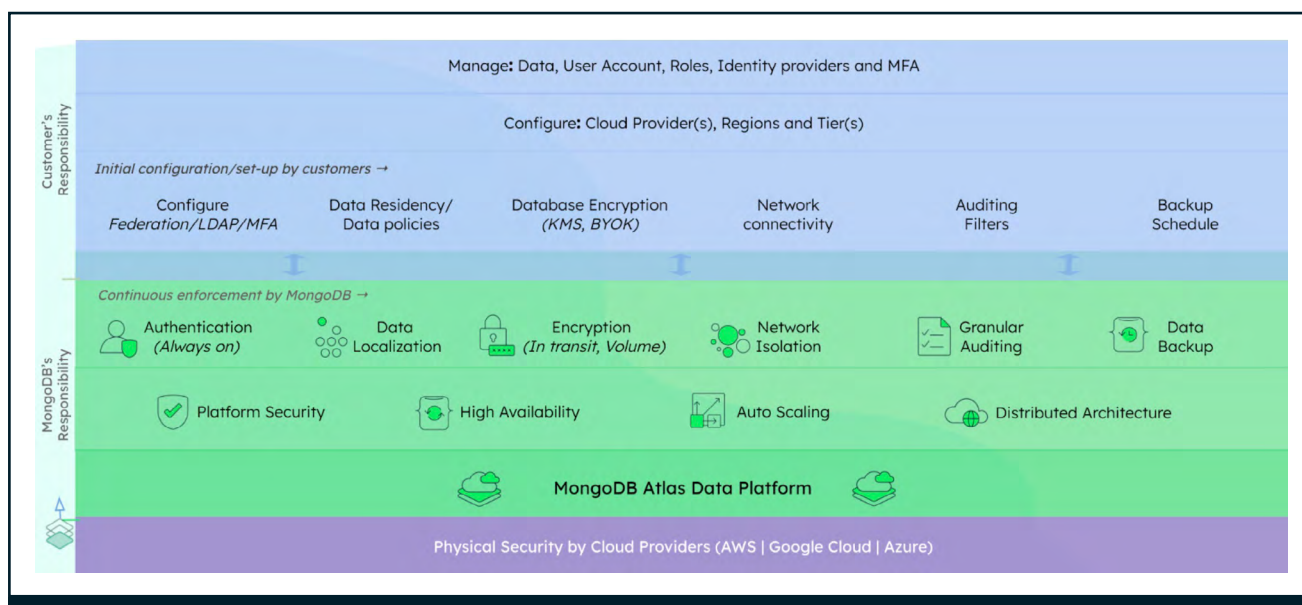 Manage: Data, User Account, Roles, Identity providers and MFA
Configure: Cloud Provider(s), Regions and Tier(s)
Customer's
Responsibility
Initial configuration/set-up by customers →
Configure
Federation/LDAP/MFA
Data Residency/
Data policies
Database Encryption
(KMS, BYOK)
Network
connectivity
Auditing
Filters
Backup
Schedule
MongoDB's
Responsibility
Continuous enforcement by MongoDB →
Authentication
(Always on)
Data
Localization
Encryption
(In transit, Volume)
Network
Isolation
Granular
Auditing
Data
Backup
Platform Security
High Availability
Auto Scaling
Distributed Architecture
MongoDB Atlas Data Platform
Physical Security by Cloud Providers (AWS | Google Cloud | Azure)